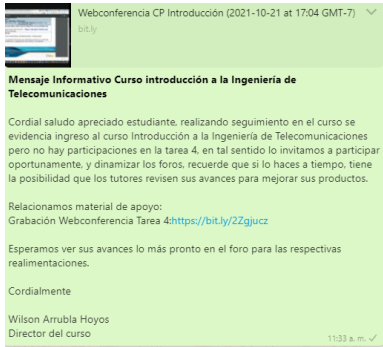 Webconferencia CP Introducción (2021-10-21 at 17:04 GMT-7)
bit.ly
Mensaje Informativo Curso introducción a la Ingeniería de
Telecomunicaciones
Cordial saludo apreciado estudiante, realizando seguimiento en el curso se
evidencia ingreso al curso Introducción a la Ingeniería de Telecomunicaciones
pero no hay participaciones en la tarea 4, en tal sentido lo invitamos a participar
oportunamente, y dinamizar los foros, recuerde que si lo haces a tiempo, tiene
la posibilidad que los tutores revisen sus avances para mejorar sus productos.
Relacionamos material de apoyo:
Grabación Webconferencia Tarea 4:https://bit.ly/2Zgjucz
Esperamos ver sus avances lo más pronto en el foro para las respectivas
realimentaciones.
Cordialmente
Wilson Arrubla Hoyos
Director del curso
11:33 a. m.